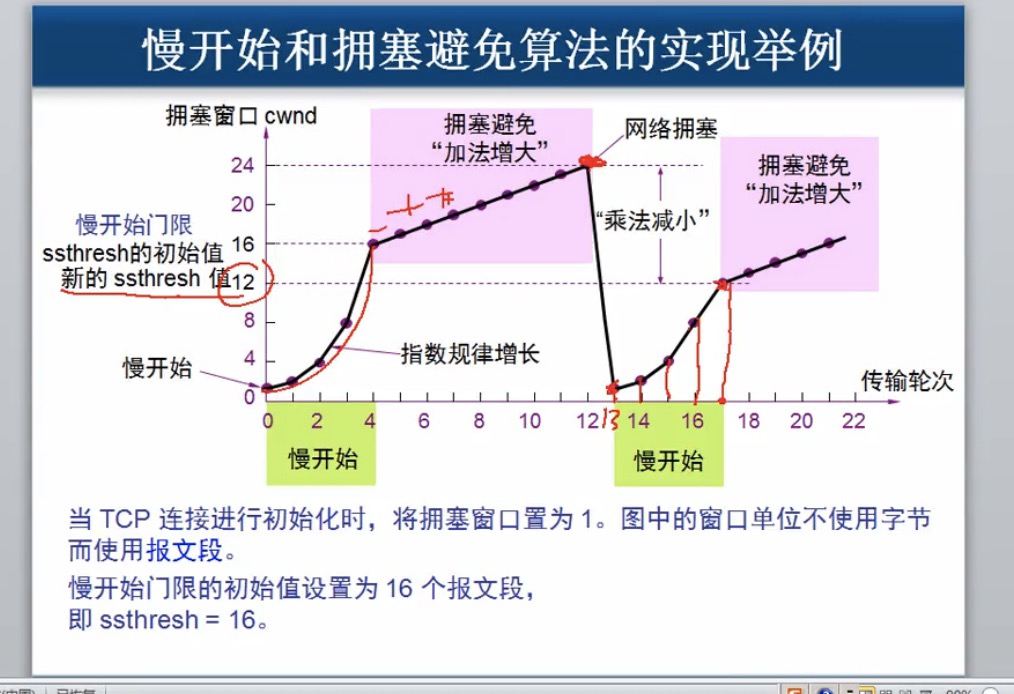 慢开始和拥塞避免算法的实现举例
拥塞窗口 cwnd
拥塞避免
“加法增大”
网络拥塞
拥塞避免
“加法增大”
24
20
16
12
8
4
0
慢开始门限
ssthresh的初始值
新的 ssthresh 值
“乘法减小”
指数规律增长
慢开始
传输轮次
0 2 4 6 8 10 12 13 14 16 18 20 22
慢开始
慢开始
当 TCP 连接进行初始化时，将拥塞窗口置为 1。图中的窗口单位不使用字节
而使用报文段。
慢开始门限的初始值设置为 16 个报文段，
即 ssthresh = 16。